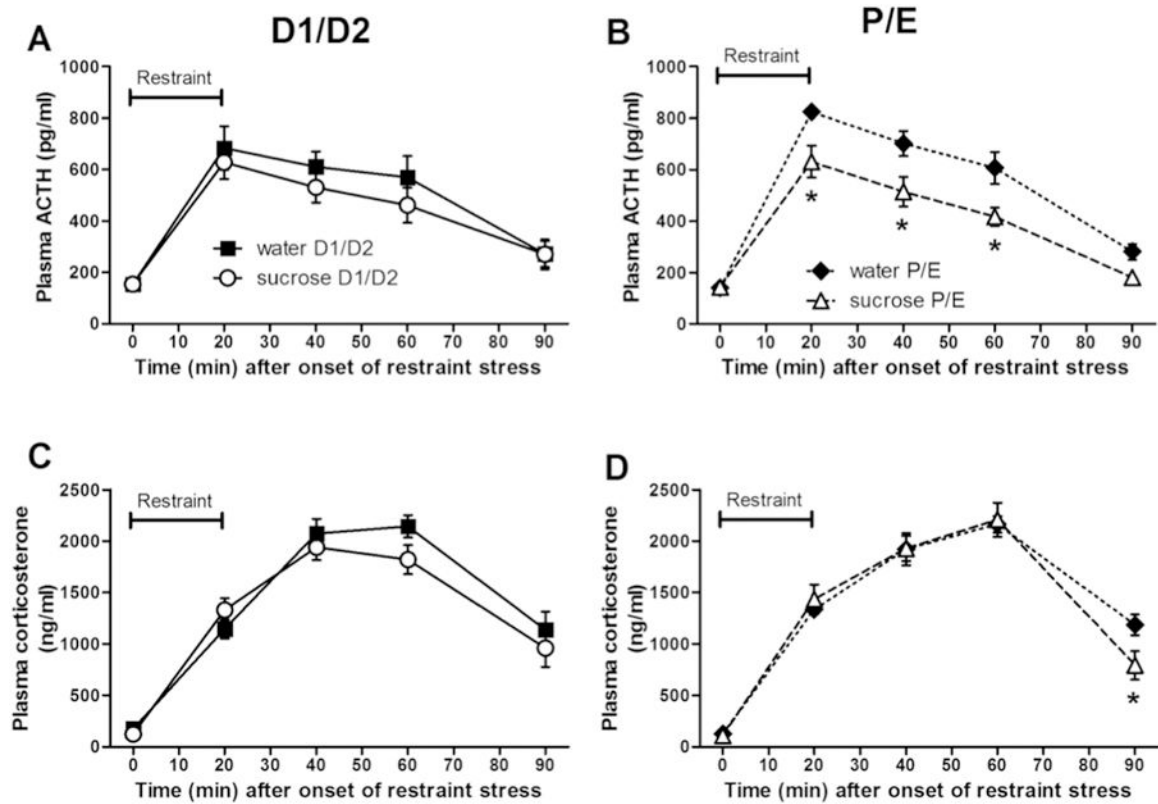 A
D1/D2
Restraint
Plasma ACTH (pg/ml)
1000
800
600
400
200
0
water D1/D2
sucrose D1/D2
0 10 20 30 40 50 60 70 80 90
Time (min) after onset of restraint stress
B
P/E
Restraint
Plasma ACTH (pg/ml)
1000
800
600
400
200
0
*
*
*
water P/E
sucrose P/E
0 10 20 30 40 50 60 70 80 90
Time (min) after onset of restraint stress
C
Restraint
Plasma corticosterone
(ng/ml)
2500
2000
1500
1000
500
0
0 10 20 30 40 50 60 70 80 90
Time (min) after onset of restraint stress
D
Restraint
Plasma corticosterone
(ng/ml)
2500
2000
1500
1000
500
0
*
0 10 20 30 40 50 60 70 80 90
Time (min) after onset of restraint stress